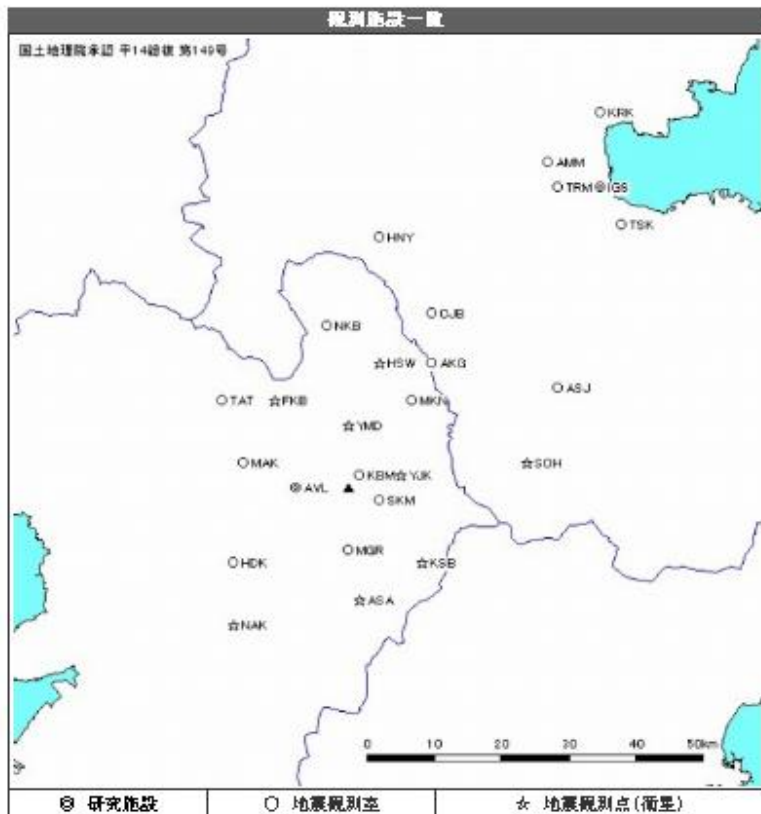 観測施設一覧
国土地理院承認 平14総複 第149号
KRK
AMM
TRM
IGS
TSK
HNY
CJB
NKB
HSW
AKG
ASJ
TAT
FKB
MKN
YMD
MAK
KBM
YJK
SOH
AVL
SKM
MGR
HDK
KSB
ASA
NAK
0 10 20 30 40 50km
研究施設
地震観測室
地震観測点(衛星)